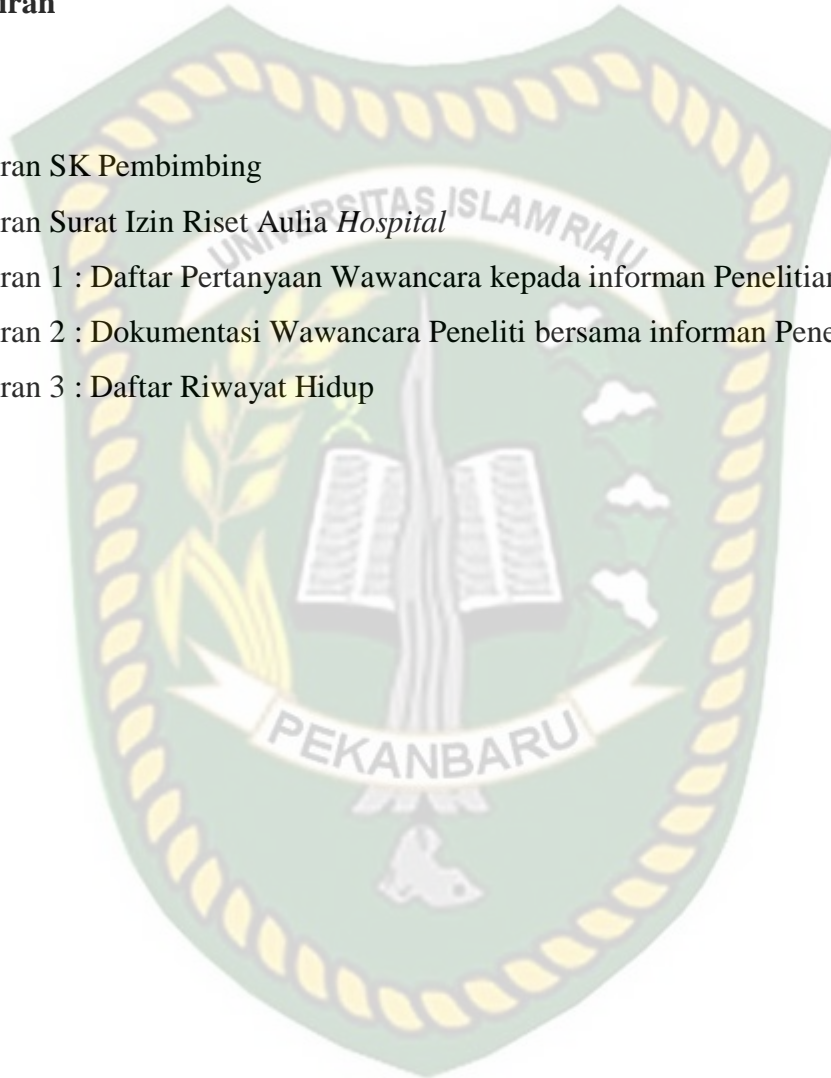 iran
ran SK Pembimbing
ran Surat Izin Riset Aulia Hospital
ran 1 : Daftar Pertanyaan Wawancara kepada informan Penelitian
ran 2 : Dokumentasi Wawancara Peneliti bersama informan Pene
ran 3 : Daftar Riwayat Hidup
UNIVERSITAS ISLAM RIAU
PEKANBARU